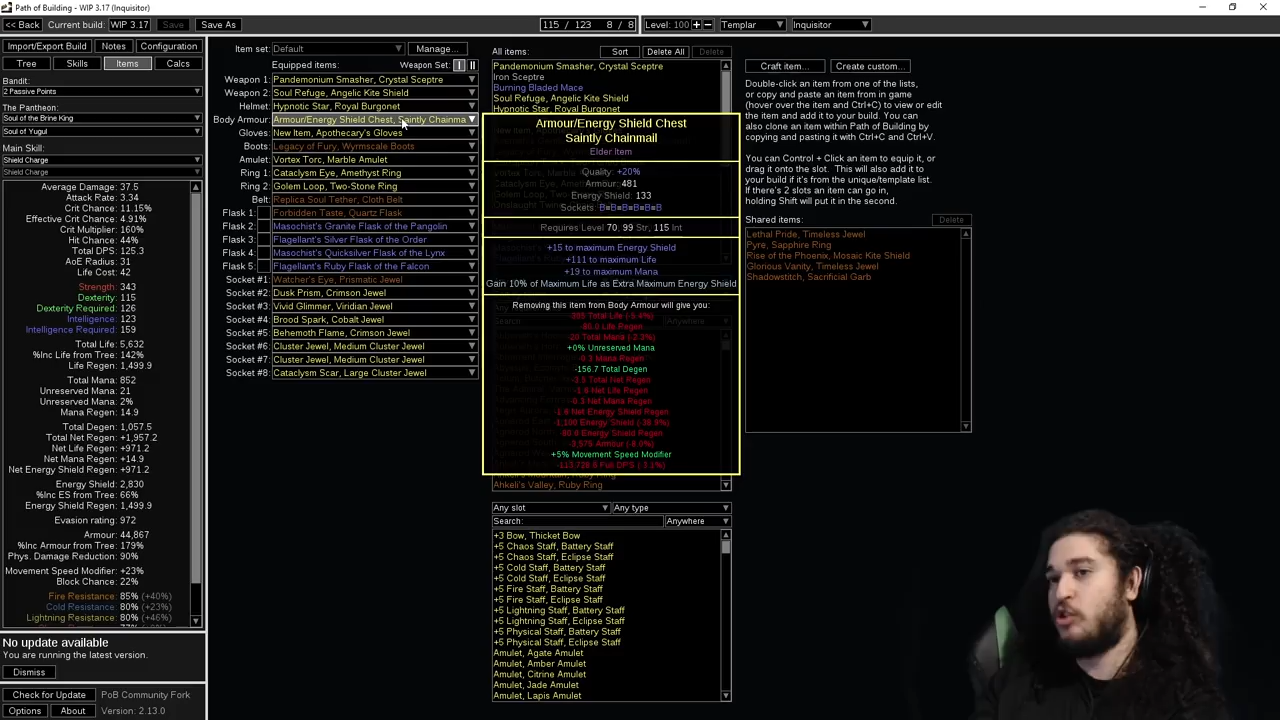 Path of Building - WIP 3.17 (Inquisitor)
<< Back
Current build: WIP 3.17
Save
Save As
115 / 123 8 / 8
Level: 100
Templar
Inquisitor
Import/Export Build
Notes
Configuration
Tree
Skills
Items
Calcs
Bandit:
2 Passive Points
The Pantheon:
Soul of the Brine King
Soul of Yugul
Main Skill:
Shield Charge
Shield Charge
Average Damage: 37.5
Attack Rate: 3.34
Crit Chance: 11.15%
Effective Crit Chance: 4.91%
Crit Multiplier: 160%
Hit Chance: 44%
Total DPS: 125.3
AoE Radius: 31
Life Cost: 42
Strength: 343
Dexterity: 115
Dexterity Required: 126
Intelligence: 123
Intelligence Required: 159
Total Life: 5,632
%Inc Life from Tree: 142%
Life Regen: 1,499.9
Total Mana: 852
Unreserved Mana: 21
Unreserved Mana: 2%
Mana Regen: 14.9
Total Degen: 1,057.5
Total Net Regen: +1,957.2
Net Life Regen: +971.2
Net Mana Regen: +14.9
Net Energy Shield Regen: +971.2
Energy Shield: 2,830
%Inc ES from Tree: 66%
Energy Shield Regen: 1,499.9
Evasion rating: 972
Armour: 44,867
%Inc Armour from Tree: 179%
Phys. Damage Reduction: 90%
Movement Speed Modifier: +23%
Block Chance: 22%
Fire Resistance: 85% (+40%)
Cold Resistance: 80% (+23%)
Lightning Resistance: 80% (+46%)
No update available
You are running the latest version.
Dismiss
Check for Update
PoB Community Fork
Options
About
Version: 2.13.0
Item set: Default
Manage...
Equipped items:
Weapon Set: I II
Weapon 1: Pandemonium Smasher, Crystal Sceptre
Weapon 2: Soul Refuge, Angelic Kite Shield
Helmet: Hypnotic Star, Royal Burgonet
Body Armour: Armour/Energy Shield Chest, Saintly Chainma
Gloves: New Item, Apothecary's Gloves
Boots: Legacy of Fury, Wyrmscale Boots
Amulet: Vortex Torc, Marble Amulet
Ring 1: Cataclysm Eye, Amethyst Ring
Ring 2: Golem Loop, Two-Stone Ring
Belt: Replica Soul Tether, Cloth Belt
Flask 1: Forbidden Taste, Quartz Flask
Flask 2: Masochist's Granite Flask of the Pangolin
Flask 3: Flagellant's Silver Flask of the Order
Flask 4: Masochist's Quicksilver Flask of the Lynx
Flask 5: Flagellant's Ruby Flask of the Falcon
Socket #1: Watcher's Eye, Prismatic Jewel
Socket #2: Dusk Prism, Crimson Jewel
Socket #3: Vivid Glimmer, Viridian Jewel
Socket #4: Brood Spark, Cobalt Jewel
Socket #5: Behemoth Flame, Crimson Jewel
Socket #6: Cluster Jewel, Medium Cluster Jewel
Socket #7: Cluster Jewel, Medium Cluster Jewel
Socket #8: Cataclysm Scar, Large Cluster Jewel
All items:
Sort
Delete All
Delete
Pandemonium Smasher, Crystal Sceptre
Iron Sceptre
Burning Bladed Mace
Soul Refuge, Angelic Kite Shield
Hypnotic Star, Royal Burgonet
Armour/Energy Shield Chest
Saintly Chainmail
Elder Item
Quality: +20%
Armour: 481
Energy Shield: 133
Sockets: B=B=B=B=B=B
Requires Level 70, 99 Str, 115 Int
+15 to maximum Energy Shield
+111 to maximum Life
+19 to maximum Mana
Gain 10% of Maximum Life as Extra Maximum Energy Shield
Removing this item from Body Armour will give you:
+0% Unreserved Mana
-0.3 Mana Regen
-156.7 Total Degen
-0.3 Net Mana Regen
-1.6 Net Energy Shield Regen
-1,100 Energy Shield (-38.9%)
+5% Movement Speed Modifier
Ahkeli's Valley, Ruby Ring
Any slot
Any type
Search:
Anywhere
+3 Bow, Thicket Bow
+5 Chaos Staff, Battery Staff
+5 Chaos Staff, Eclipse Staff
+5 Cold Staff, Battery Staff
+5 Cold Staff, Eclipse Staff
+5 Fire Staff, Battery Staff
+5 Fire Staff, Eclipse Staff
+5 Lightning Staff, Battery Staff
+5 Lightning Staff, Eclipse Staff
+5 Physical Staff, Battery Staff
+5 Physical Staff, Eclipse Staff
Amulet, Agate Amulet
Amulet, Amber Amulet
Amulet, Citrine Amulet
Amulet, Jade Amulet
Amulet, Lapis Amulet
Craft item...
Create custom...
Double-click an item from one of the lists,
or copy and paste an item from in game
(hover over the item and Ctrl+C) to view or edit
the item and add it to your build. You can
also clone an item within Path of Building by
copying and pasting it with Ctrl+C and Ctrl+V.
You can Control + Click an item to equip it, or
drag it onto the slot. This will also add it to
your build if it's from the unique/template list.
If there's 2 slots an item can go in,
holding Shift will put it in the second.
Shared items:
Delete
Lethal Pride, Timeless Jewel
Pyre, Sapphire Ring
Rise of the Phoenix, Mosaic Kite Shield
Glorious Vanity, Timeless Jewel
Shadowstitch, Sacrificial Garb